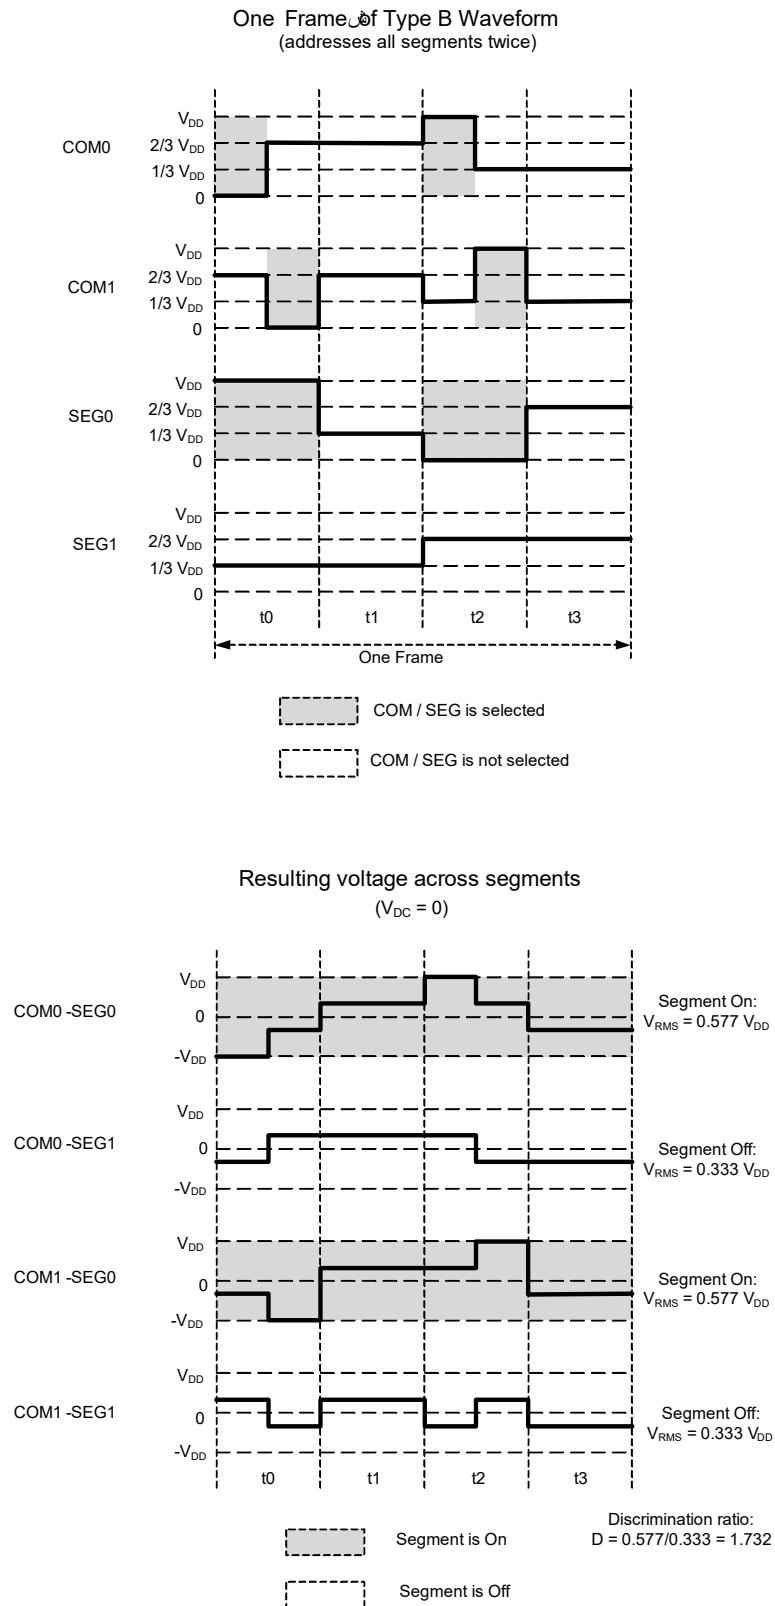 One Frame of Type B Waveform
(addresses all segments twice)
COM0
VDD
2/3 VDD
1/3 VDD
0
COM1
VDD
2/3 VDD
1/3 VDD
0
SEG0
VDD
2/3 VDD
1/3 VDD
0
SEG1
VDD
2/3 VDD
1/3 VDD
0
t0 t1 t2 t3
One Frame
COM / SEG is selected
COM / SEG is not selected
Resulting voltage across segments
(VDC = 0)
COM0 -SEG0
VDD
0
-VDD
Segment On:
VRMS = 0.577 VDD
COM0 -SEG1
VDD
0
-VDD
Segment Off:
VRMS = 0.333 VDD
COM1 -SEG0
VDD
0
-VDD
Segment On:
VRMS = 0.577 VDD
COM1 -SEG1
VDD
0
-VDD
Segment Off:
VRMS = 0.333 VDD
t0 t1 t2 t3
Segment is On
Discrimination ratio:
D = 0.577/0.333 = 1.732
Segment is Off